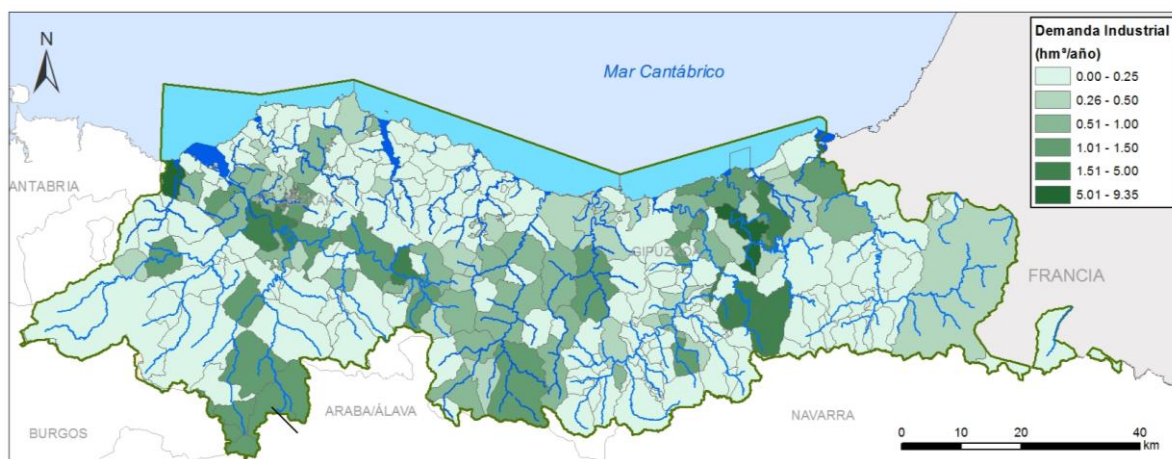 N
Mar Cantábrico
Demanda Industrial
(hm³/año)
0.00 - 0.25
0.26 - 0.50
0.51 - 1.00
1.01 - 1.50
1.51 - 5.00
5.01 - 9.35
ANTABRIA
FRANCIA
BURGOS
ARABA/ÁLAVA
NAVARRA
0 10 20 40
km